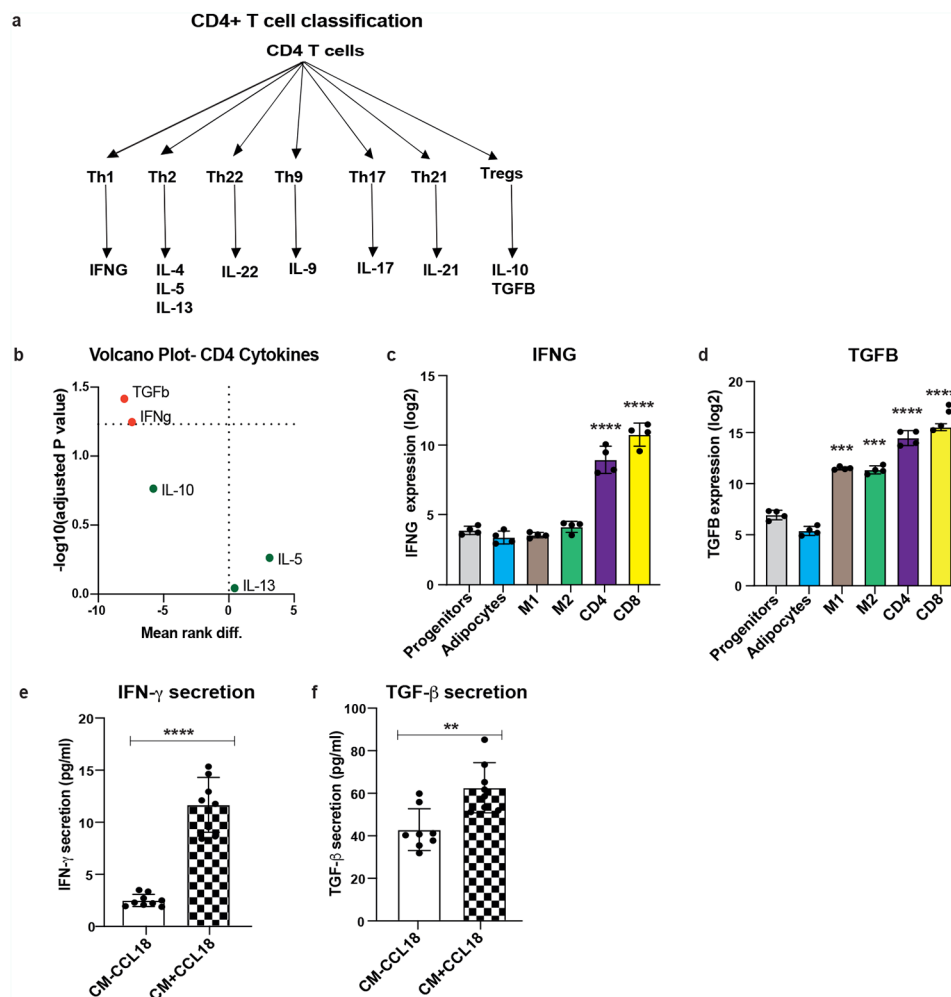 a
CD4+ T cell classification
CD4 T cells
Th1 Th2 Th22 Th9 Th17 Th21 Tregs
IFNG IL-4 IL-22 IL-9 IL-17 IL-21 IL-10
IL-5 TGFB
IL-13
b
Volcano Plot- CD4 Cytokines
-log10(adjusted P value)
1.5
1.0
0.5
0.0
TGFb
IFNg
IL-10
IL-5
IL-13
-10 -5 0 5
Mean rank diff.
c
IFNG
IFNG expression (log2)
15
10
5
0
****
****
Progenitors
Adipocytes
M1
M2
CD4
CD8
d
TGFB
TGFB expression (log2)
20
15
10
5
0
***
***
****
****
Progenitors
Adipocytes
M1
M2
CD4
CD8
e
IFN-γ secretion
IFN-γ secretion (pg/ml)
20
15
10
5
0
****
CM-CCL18
CM+CCL18
f
TGF-β secretion
TGF-β secretion (pg/ml)
100
80
60
40
20
0
**
CM-CCL18
CM+CCL18